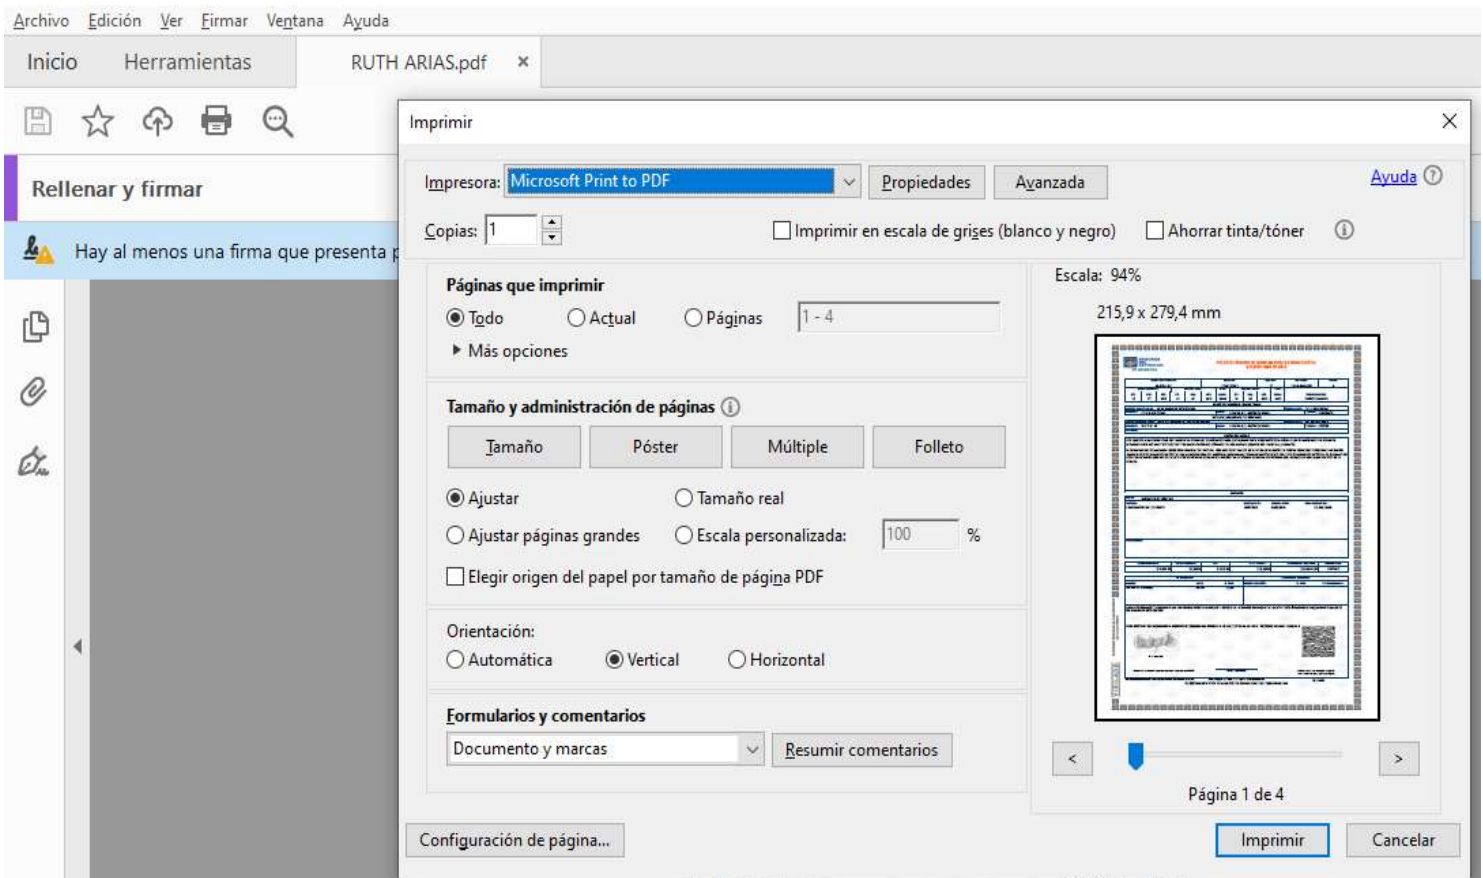 Archivo Edición Ver Firmar Ventana Ayuda
Inicio Herramientas RUTH ARIAS.pdf ×
Rellenar y firmar
Hay al menos una firma que presenta
Imprimir
Impresora: Microsoft Print to PDF Propiedades Avanzada Ayuda
Copias: 1 Imprimir en escala de grises (blanco y negro) Ahorrar tinta/tóner
Páginas que imprimir
Todo Actual Páginas 1 - 4
Más opciones
Tamaño y administración de páginas
Tamaño Póster Múltiple Folleto
Ajustar Tamaño real
Ajustar páginas grandes Escala personalizada: 100 %
Elegir origen del papel por tamaño de página PDF
Orientación:
Automática Vertical Horizontal
Formularios y comentarios
Documento y marcas Resumir comentarios
Escala: 94%
215,9 x 279,4 mm
< >
Página 1 de 4
Configuración de página... Imprimir Cancelar